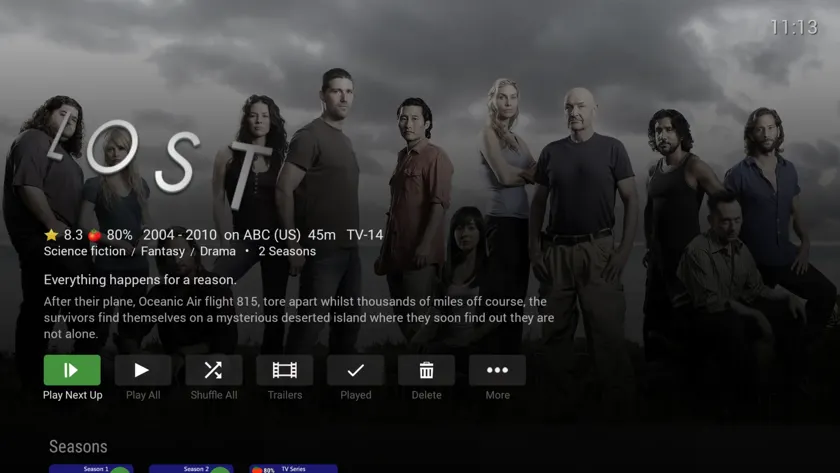 11:13
LOST
8.3 80% 2004 - 2010 on ABC (US) 45m TV-14
Science fiction / Fantasy / Drama • 2 Seasons
Everything happens for a reason.
After their plane, Oceanic Air flight 815, tore apart whilst thousands of miles off course, the
survivors find themselves on a mysterious deserted island where they soon find out they are
not alone.
Play Next Up Play All Shuffle All Trailers Played Delete More
Seasons
Season 1 Season 2 80% TV Series